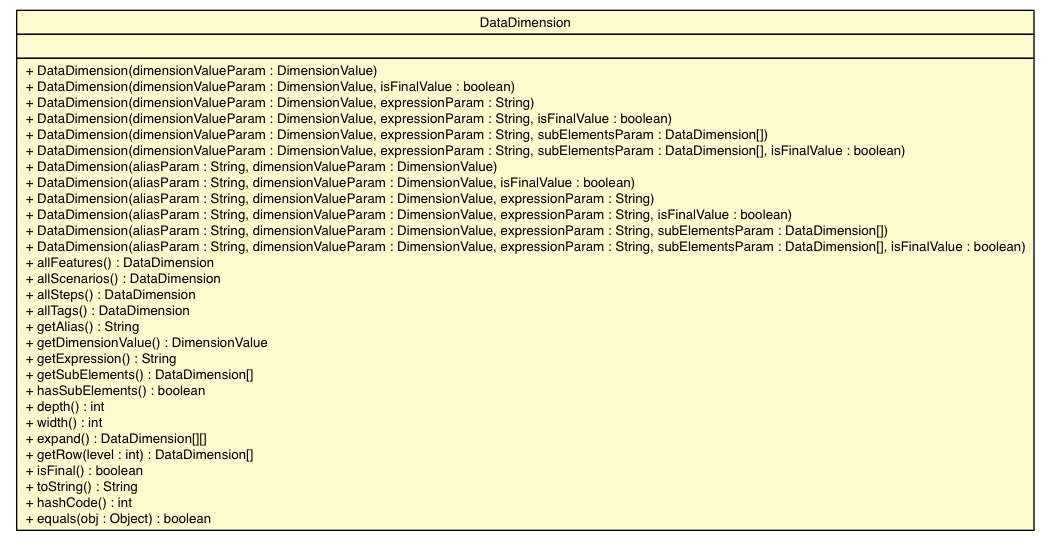 DataDimension
+ DataDimension(dimensionValueParam : DimensionValue)
+ DataDimension(dimensionValueParam : DimensionValue, isFinalValue : boolean)
+ DataDimension(dimensionValueParam : DimensionValue, expressionParam : String)
+ DataDimension(dimensionValueParam : DimensionValue, expressionParam : String, isFinalValue : boolean)
+ DataDimension(dimensionValueParam : DimensionValue, expressionParam : String, subElementsParam : DataDimension[])
+ DataDimension(dimensionValueParam : DimensionValue, expressionParam : String, subElementsParam : DataDimension[], isFinalValue : boolean)
+ DataDimension(aliasParam : String, dimensionValueParam : DimensionValue)
+ DataDimension(aliasParam : String, dimensionValueParam : DimensionValue, isFinalValue : boolean)
+ DataDimension(aliasParam : String, dimensionValueParam : DimensionValue, expressionParam : String)
+ DataDimension(aliasParam : String, dimensionValueParam : DimensionValue, expressionParam : String, isFinalValue : boolean)
+ DataDimension(aliasParam : String, dimensionValueParam : DimensionValue, expressionParam : String, subElementsParam : DataDimension[])
+ DataDimension(aliasParam : String, dimensionValueParam : DimensionValue, expressionParam : String, subElementsParam : DataDimension[], isFinalValue : boolean)
+ allFeatures() : DataDimension
+ allScenarios() : DataDimension
+ allSteps() : DataDimension
+ allTags() : DataDimension
+ getAlias() : String
+ getDimensionValue() : DimensionValue
+ getExpression() : String
+ getSubElements() : DataDimension[]
+ hasSubElements() : boolean
+ depth() : int
+ width() : int
+ expand() : DataDimension[][]
+ getRow(level : int) : DataDimension[]
+ isFinal() : boolean
+ toString() : String
+ hashCode() : int
+ equals(obj : Object) : boolean